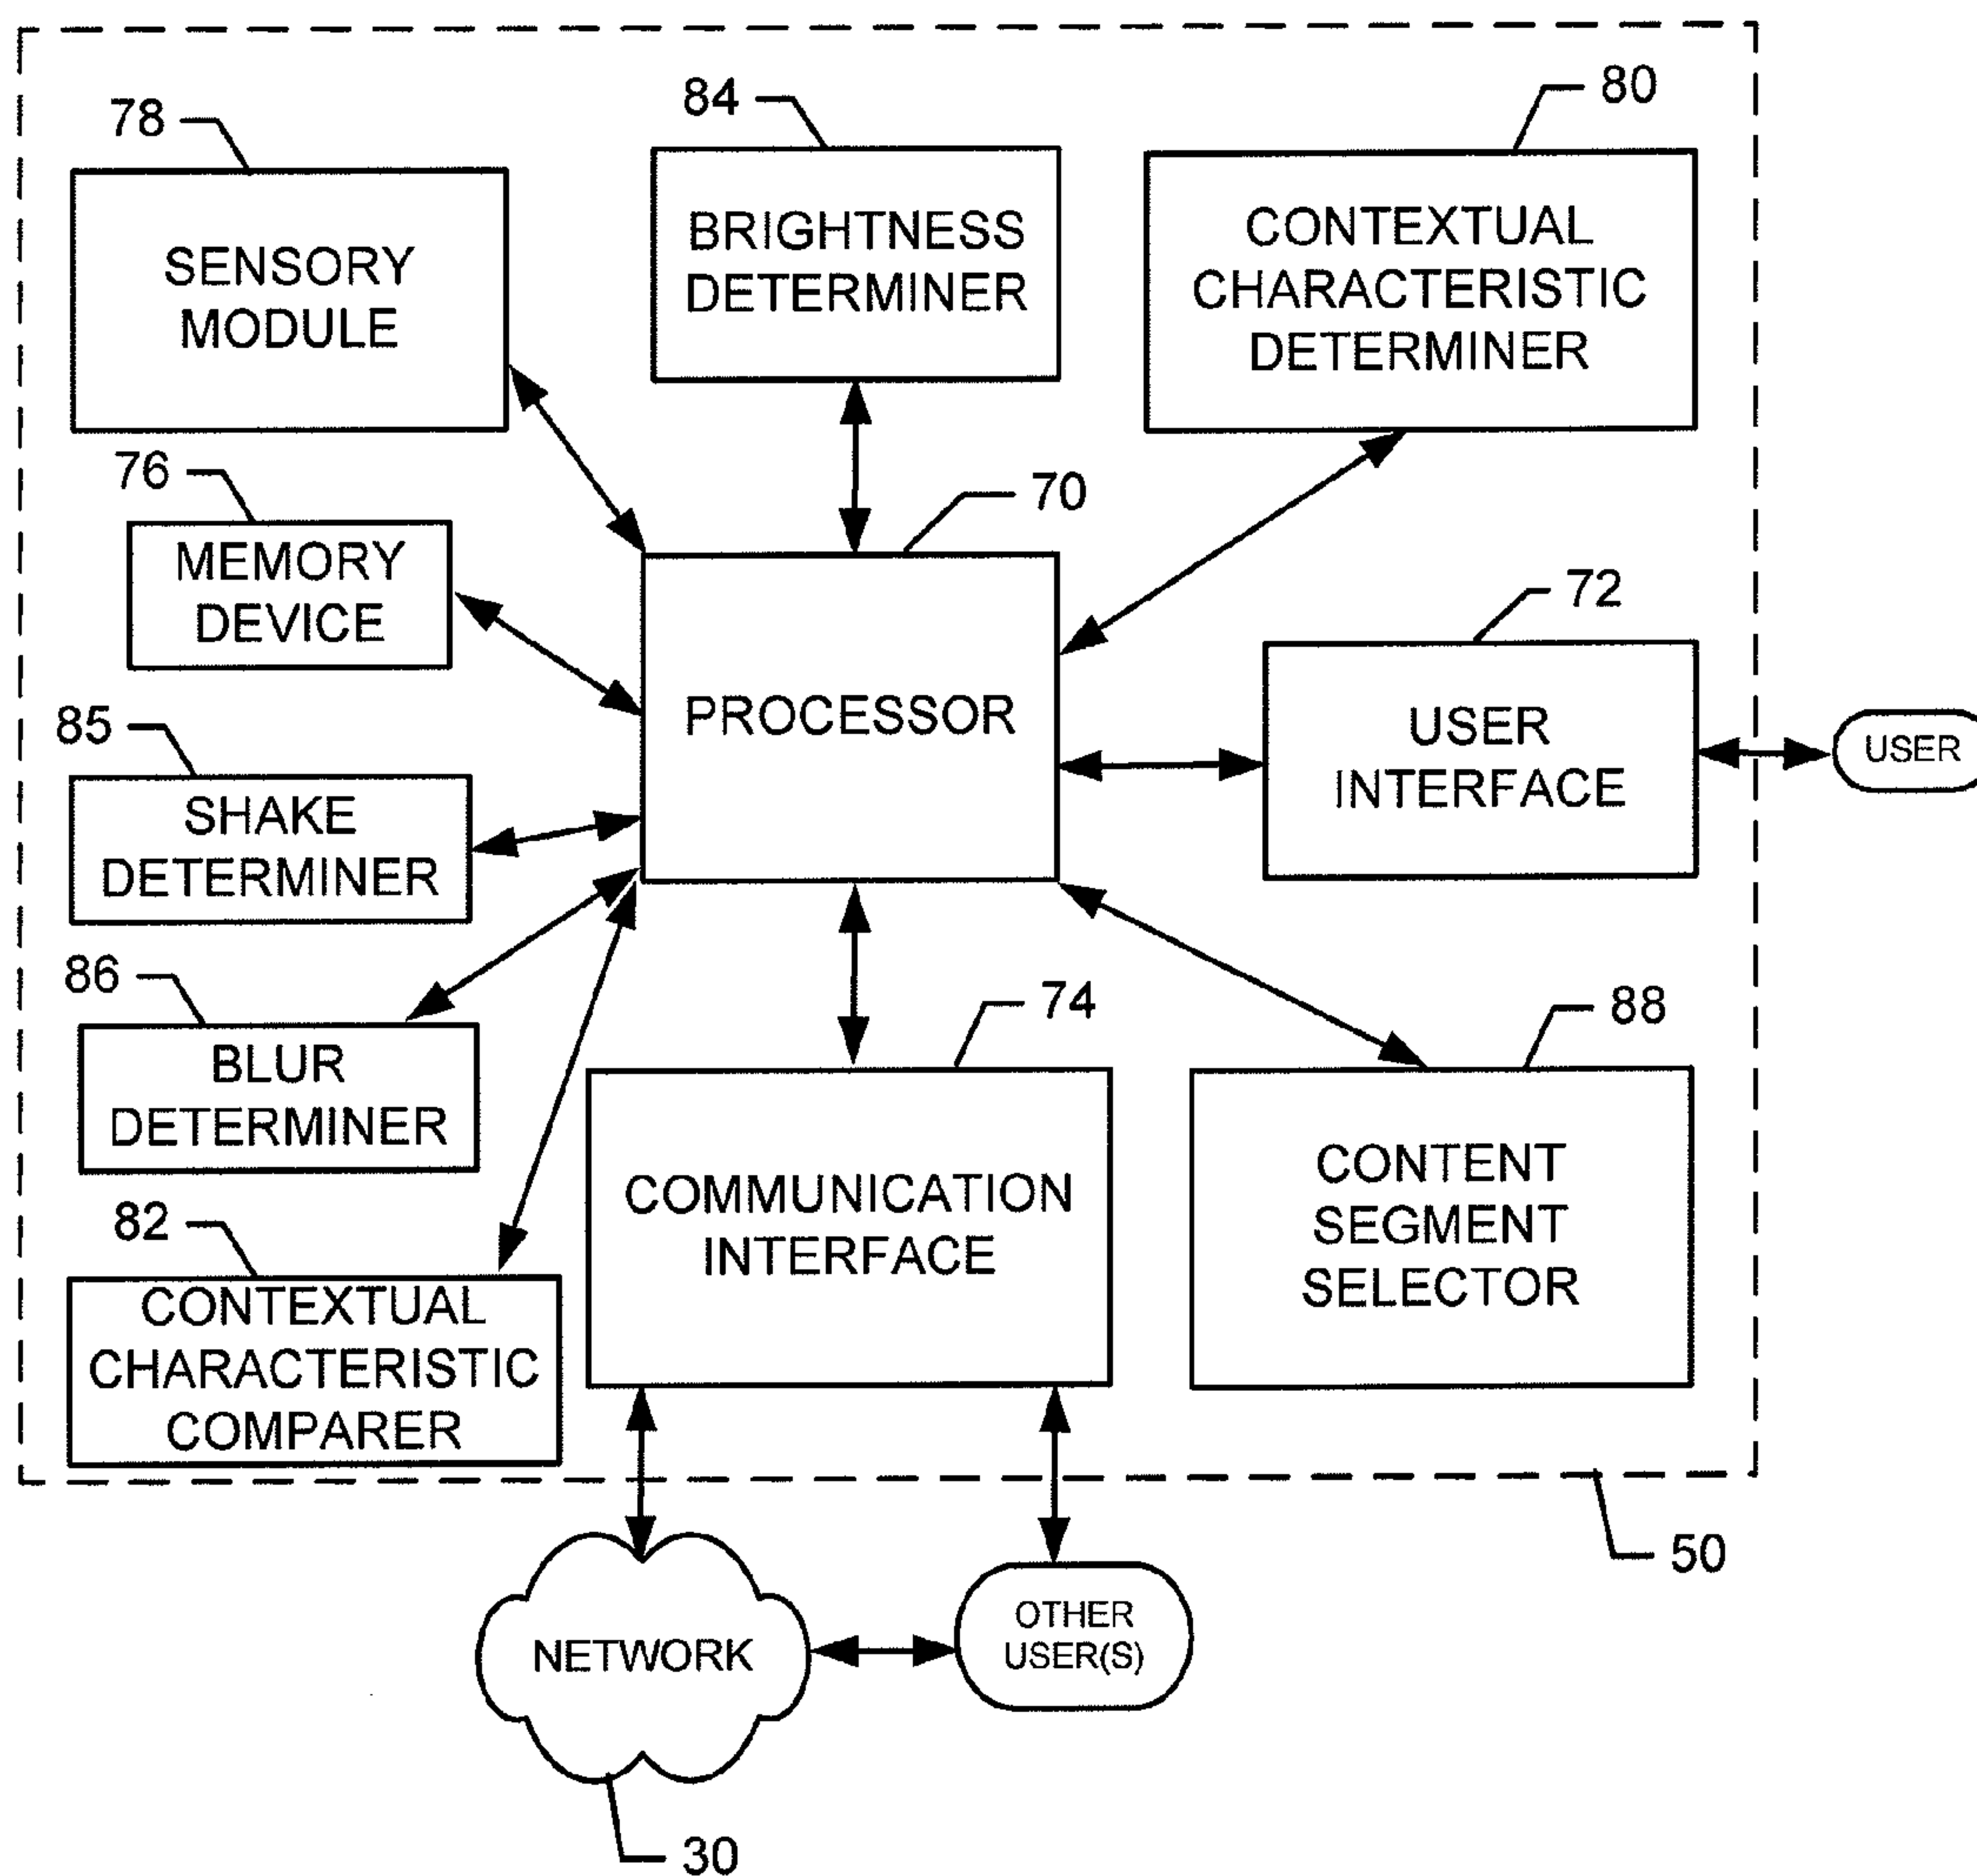 78
SENSORY
MODULE
84
BRIGHTNESS
DETERMINER
80
CONTEXTUAL
CHARACTERISTIC
DETERMINER
76
MEMORY
DEVICE
70
PROCESSOR
72
USER
INTERFACE
USER
85
SHAKE
DETERMINER
86
BLUR
DETERMINER
74
COMMUNICATION
INTERFACE
88
CONTENT
SEGMENT
SELECTOR
82
CONTEXTUAL
CHARACTERISTIC
COMPARER
50
NETWORK
OTHER
USER(S)
30